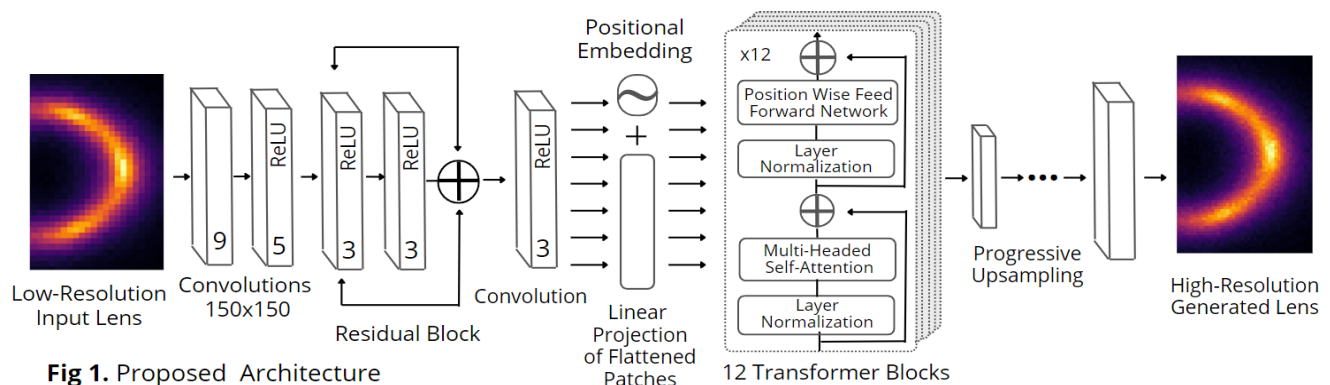 Low-Resolution
Input Lens
9
ReLU
5
Convolutions
150x150
ReLU
3
ReLU
3
Residual Block
ReLU
3
Convolution
Positional
Embedding
+
Linear
Projection
of Flattened
Patches
x12
Position Wise Feed
Forward Network
Layer
Normalization
Multi-Headed
Self-Attention
Layer
Normalization
12 Transformer Blocks
Progressive
Upsampling
High-Resolution
Generated Lens
Fig 1. Proposed Architecture